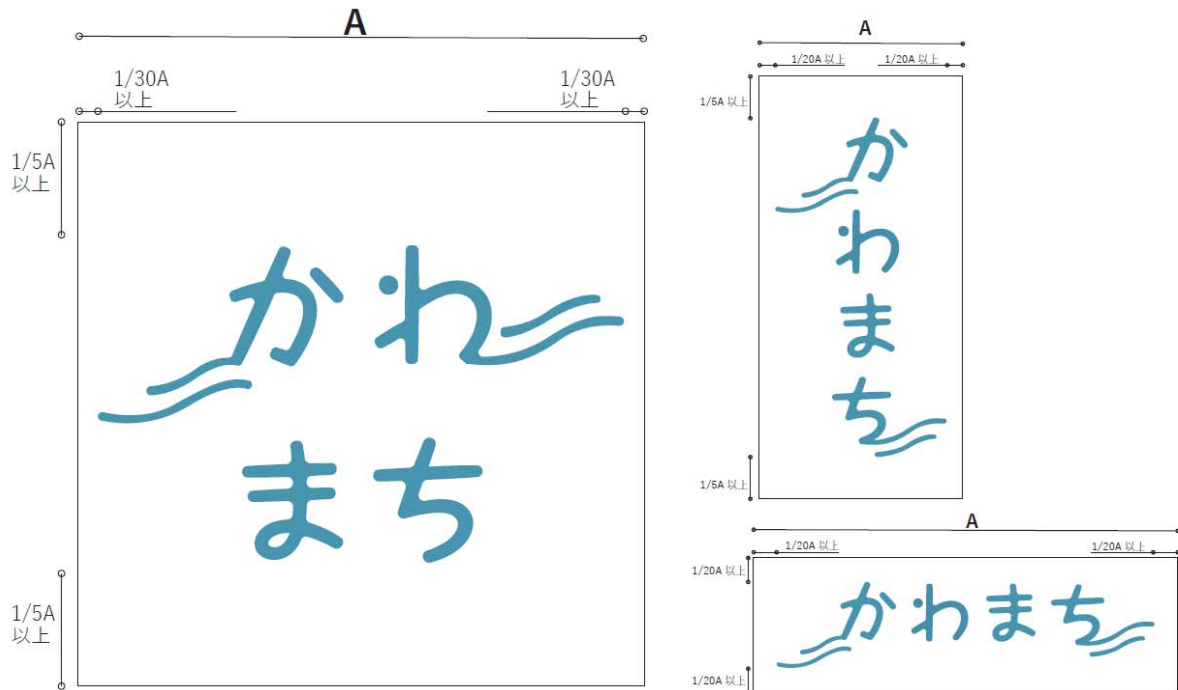 A
1/30A
以上
1/30A
以上
1/5A
以上
かわ
まち
1/5A
以上
A
1/20A 以上
1/20A 以上
1/5A 以上
か
わ
ま
ち
1/5A 以上
A
1/20A 以上
1/20A 以上
1/20A 以上
かわまち
1/20A 以上